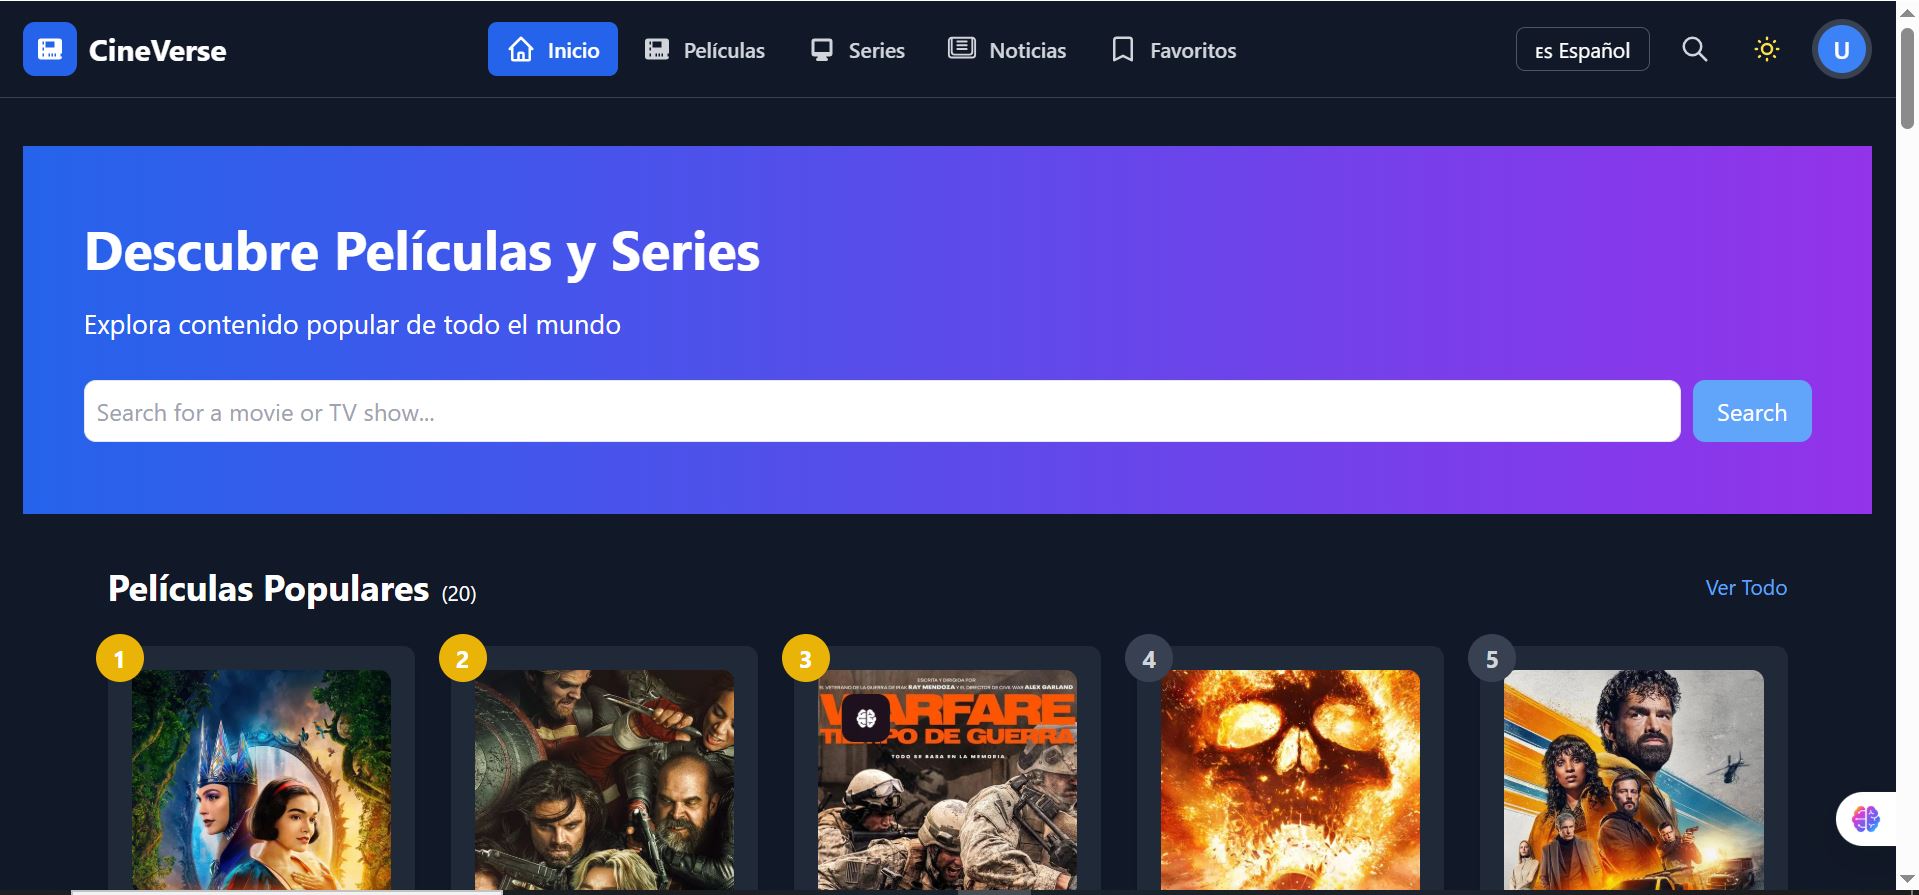 CineVerse
Inicio
Películas
Series
Noticias
Favoritos
ES Español
U
Descubre Películas y Series
Explora contenido popular de todo el mundo
Search for a movie or TV show...
Search
Películas Populares (20)
Ver Todo
1
2
3
4
5
ESCRITA Y DIRIGIDA POR
EL VETERANO DE LA GUERRA DE IRAK RAY MENDOZA Y EL DIRECTOR DE CIVIL WAR ALEX GARLAND
WARFARE
TIEMPO DE GUERRA
TODO SE BASA EN LA MEMORIA